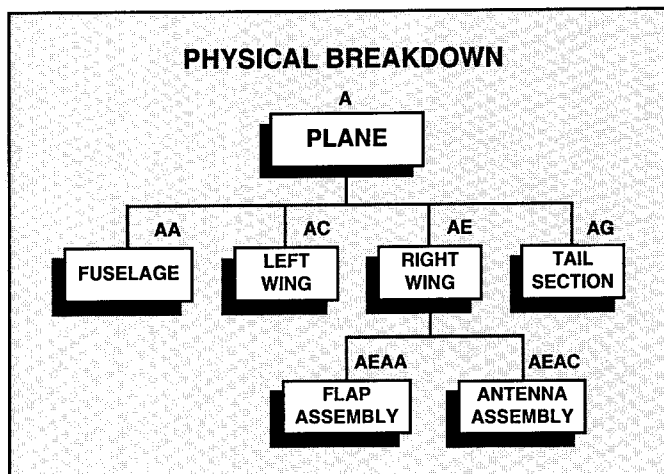 PHYSICAL BREAKDOWN
A
PLANE
AA
FUSELAGE
AC
LEFT
WING
AE
RIGHT
WING
AG
TAIL
SECTION
AEAA
FLAP
ASSEMBLY
AEAC
ANTENNA
ASSEMBLY